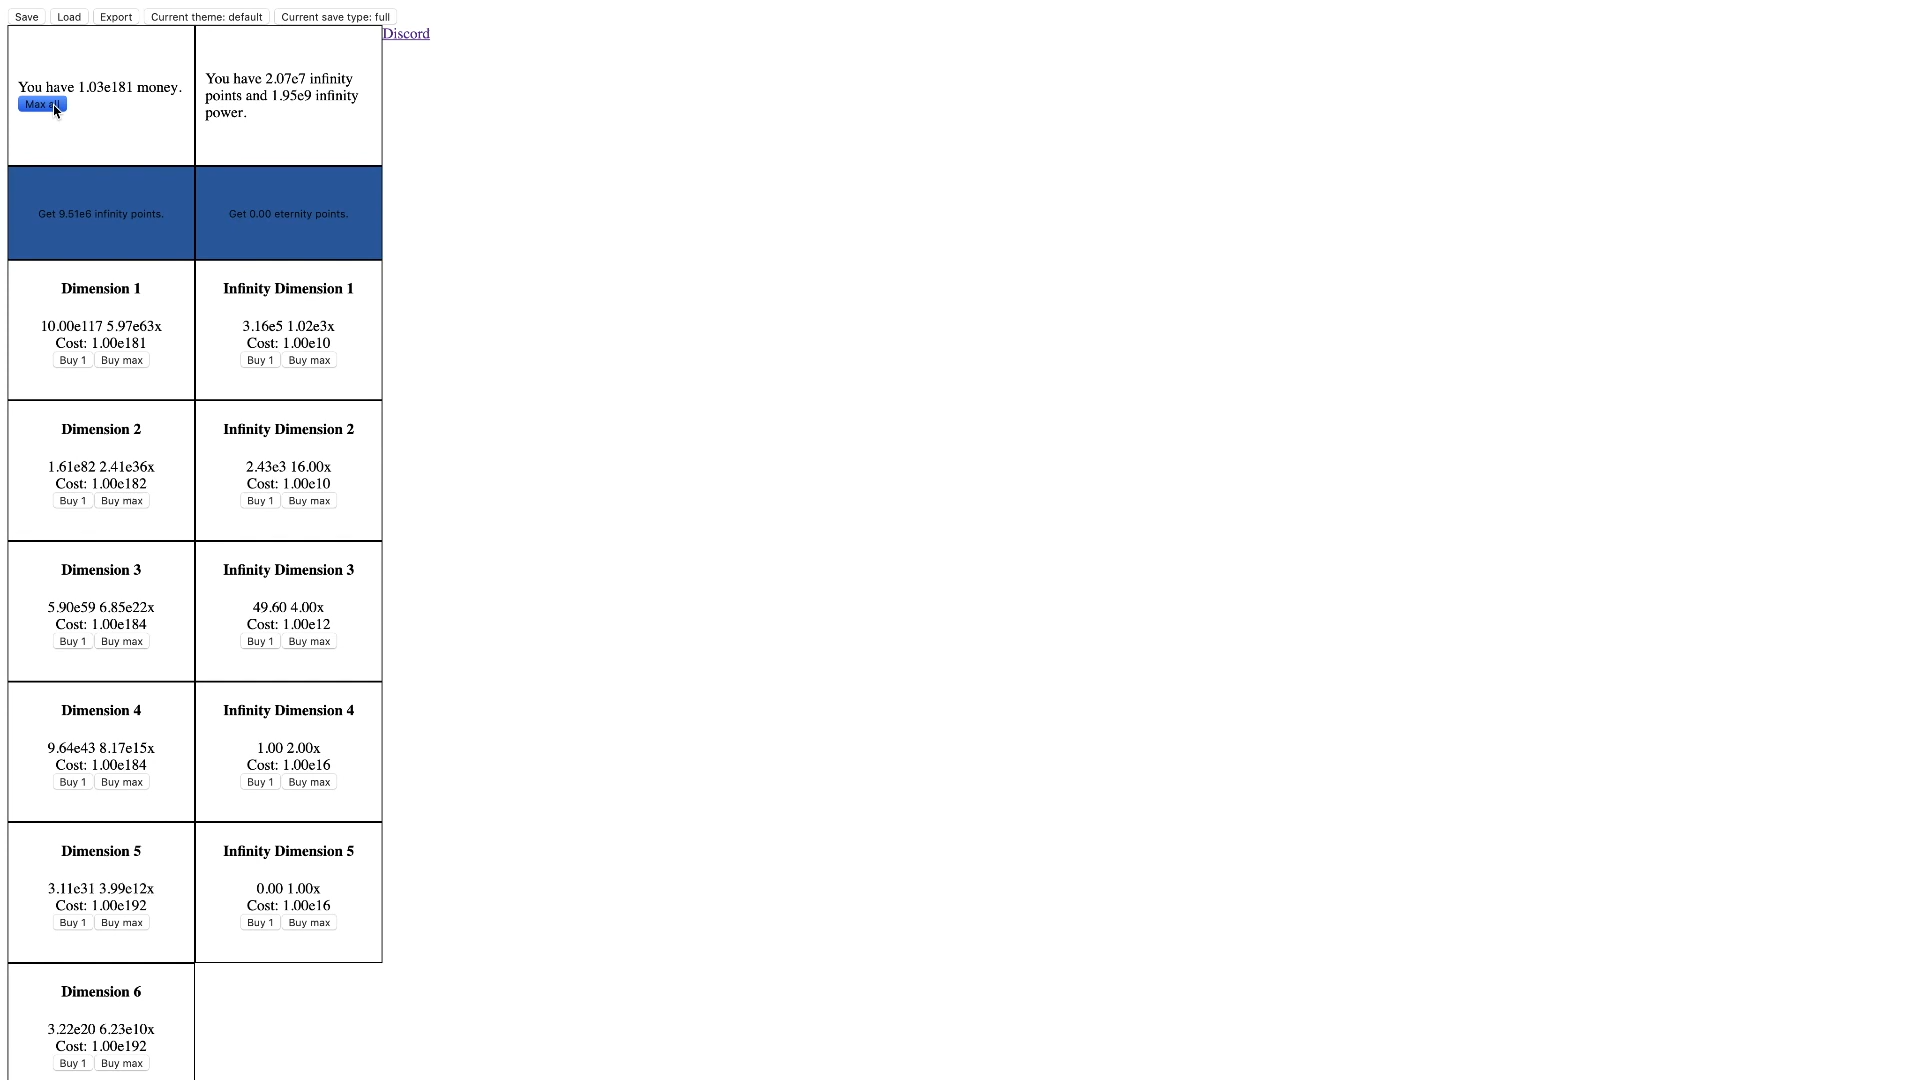 Save Load Export Current theme: default Current save type: full
Discord
You have 1.03e181 money.
Max all
You have 2.07e7 infinity
points and 1.95e9 infinity
power.
Get 9.51e6 infinity points.
Get 0.00 eternity points.
Dimension 1
10.00e117 5.97e63x
Cost: 1.00e181
Buy 1 Buy max
Infinity Dimension 1
3.16e5 1.02e3x
Cost: 1.00e10
Buy 1 Buy max
Dimension 2
1.61e82 2.41e36x
Cost: 1.00e182
Buy 1 Buy max
Infinity Dimension 2
2.43e3 16.00x
Cost: 1.00e10
Buy 1 Buy max
Dimension 3
5.90e59 6.85e22x
Cost: 1.00e184
Buy 1 Buy max
Infinity Dimension 3
49.60 4.00x
Cost: 1.00e12
Buy 1 Buy max
Dimension 4
9.64e43 8.17e15x
Cost: 1.00e184
Buy 1 Buy max
Infinity Dimension 4
1.00 2.00x
Cost: 1.00e16
Buy 1 Buy max
Dimension 5
3.11e31 3.99e12x
Cost: 1.00e192
Buy 1 Buy max
Infinity Dimension 5
0.00 1.00x
Cost: 1.00e16
Buy 1 Buy max
Dimension 6
3.22e20 6.23e10x
Cost: 1.00e192
Buy 1 Buy max